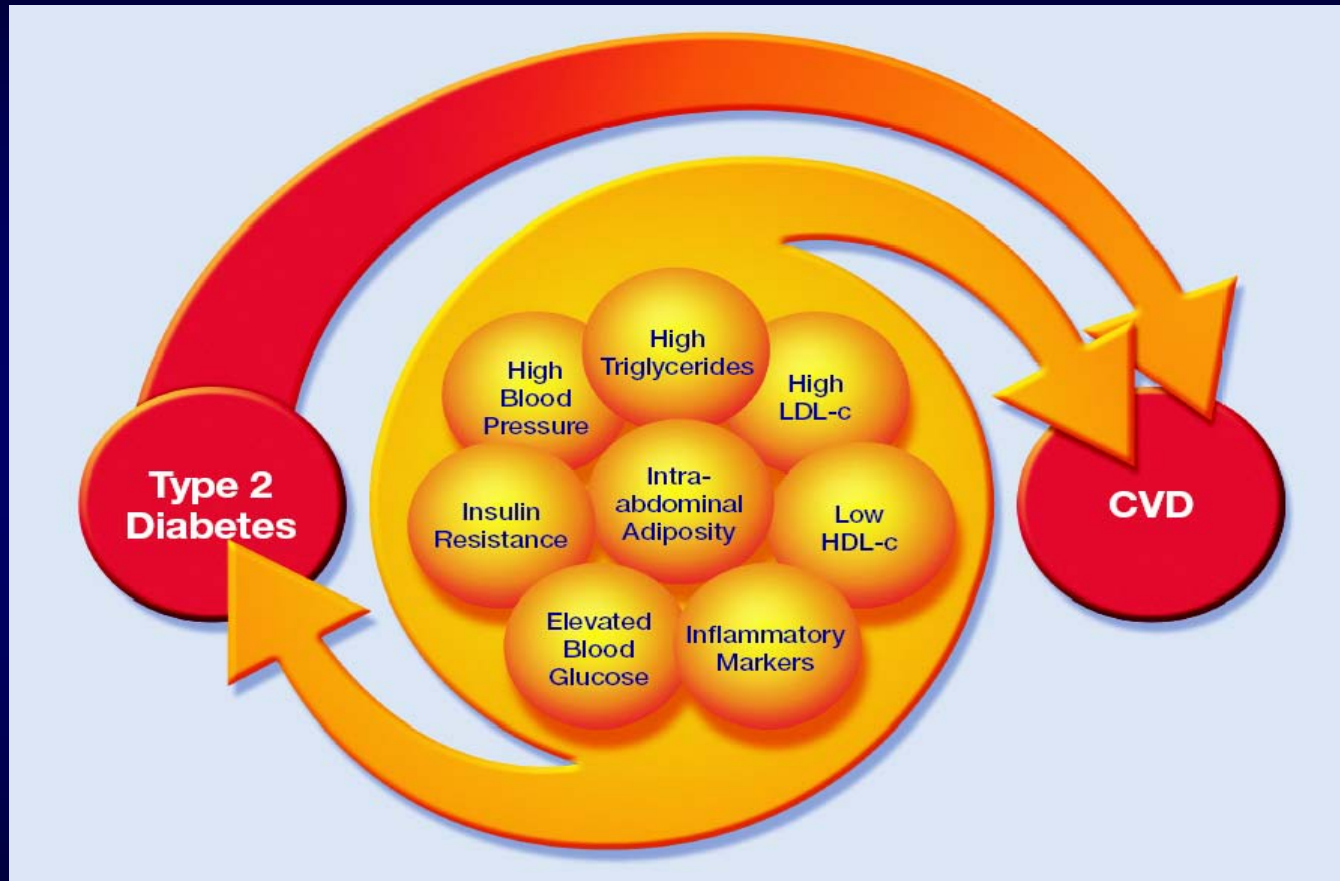 High
Triglycerides
High
Blood
Pressure
High
LDL-c
Type 2
Diabetes
Insulin
Resistance
Intra-
abdominal
Adiposity
Low
HDL-c
CVD
Elevated
Blood
Glucose
Inflammatory
Markers